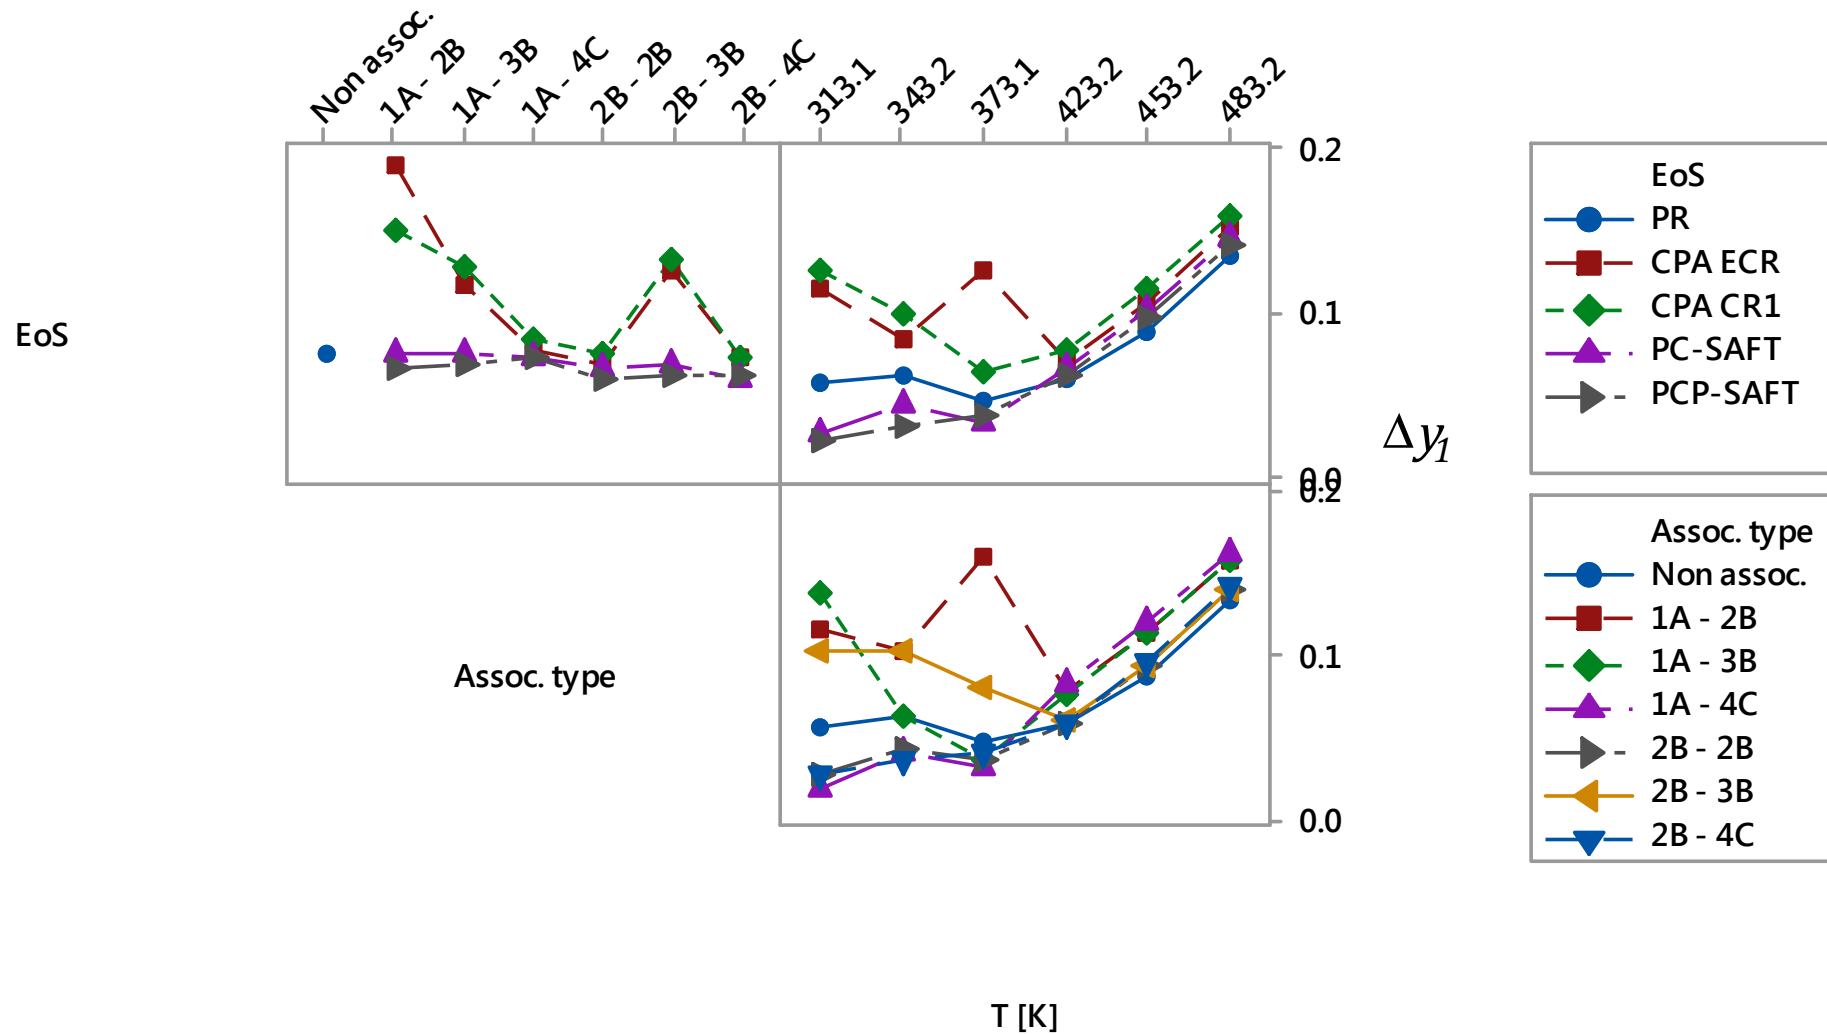 Non assoc.
1A - 2B
1A - 3B
1A - 4C
2B - 2B
2B - 3B
2B - 4C
313.1
343.2
373.1
423.2
453.2
483.2
EoS
0.2
0.1
0.0
0.2
0.1
0.0
Δy1
Assoc. type
T [K]
EoS
PR
CPA ECR
CPA CR1
PC-SAFT
PCP-SAFT
Assoc. type
Non assoc.
1A - 2B
1A - 3B
1A - 4C
2B - 2B
2B - 3B
2B - 4C